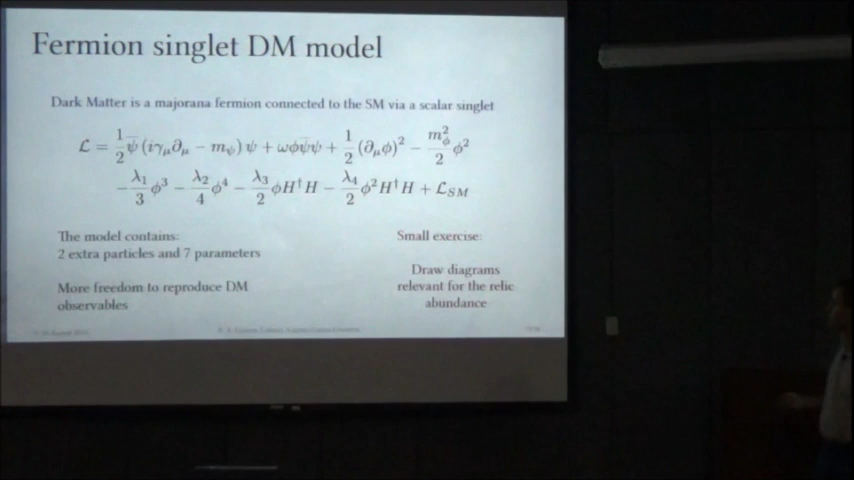 Fermion singlet DM model
Dark Matter is a majorana fermion connected to the SM via a scalar singlet
ℒ = 1/2 ψ̄ (iγ_μ∂_μ − m_ψ) ψ + ωϕψ̄ψ + 1/2 (∂_μϕ)² − m_ϕ²/2 ϕ²
−λ₁/3 ϕ³ − λ₂/4 ϕ⁴ − λ₃/2 ϕH†H − λ₄/2 ϕ²H†H + ℒ_SM
The model contains:
2 extra particles and 7 parameters
More freedom to reproduce DM
observables
Small exercise:
Draw diagrams
relevant for the relic
abundance